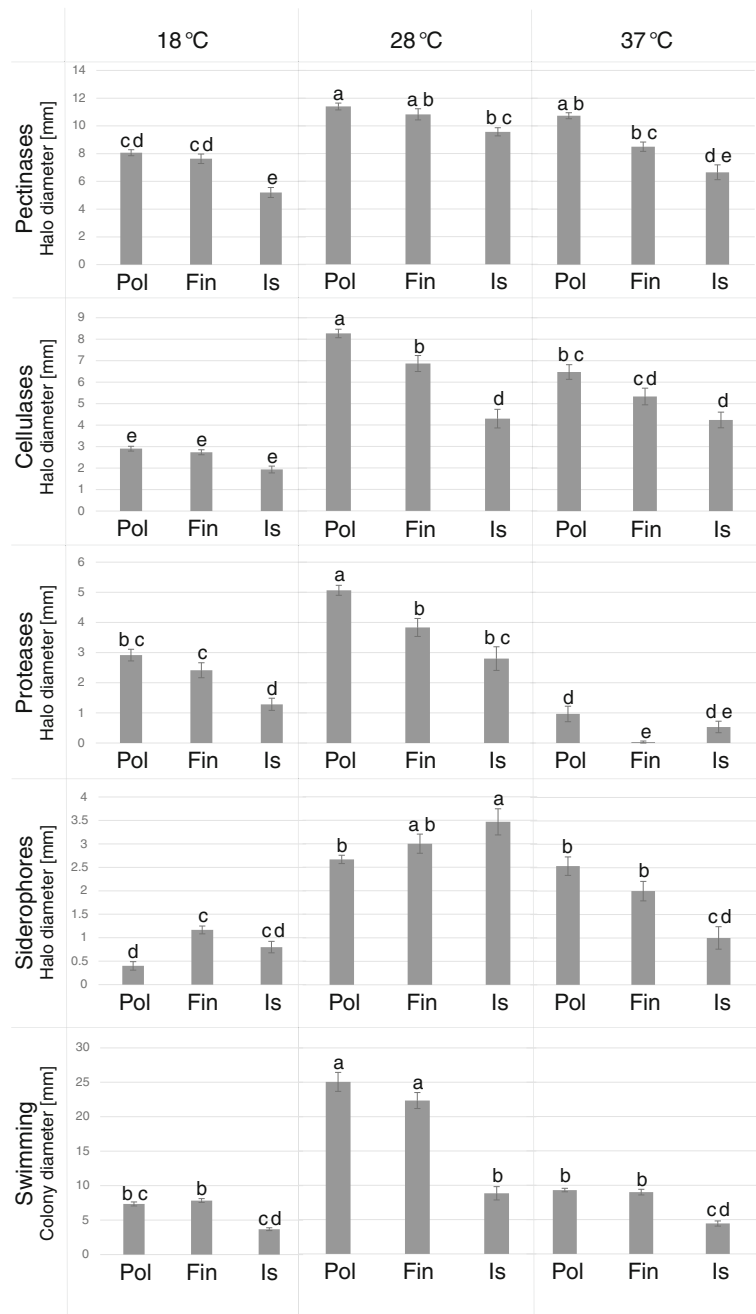 18 °C 28 °C 37 °C
Pectinases
Halo diameter [mm]
14
12
10
8
6
4
2
0
c d c d e a a b b c a b b c d e
Pol Fin Is Pol Fin Is Pol Fin Is
Cellulases
Halo diameter [mm]
9
8
7
6
5
4
3
2
1
0
e e e a b d b c c d d
Pol Fin Is Pol Fin Is Pol Fin Is
Proteases
Halo diameter [mm]
6
5
4
3
2
1
0
b c c d a b b c d e d e
Pol Fin Is Pol Fin Is Pol Fin Is
Siderophores
Halo diameter [mm]
4
3.5
3
2.5
2
1.5
1
0.5
0
d c c d b a b a b b c d
Pol Fin Is Pol Fin Is Pol Fin Is
Swimming
Colony diameter [mm]
30
25
20
15
10
5
0
b c b c d a a b b b c d
Pol Fin Is Pol Fin Is Pol Fin Is